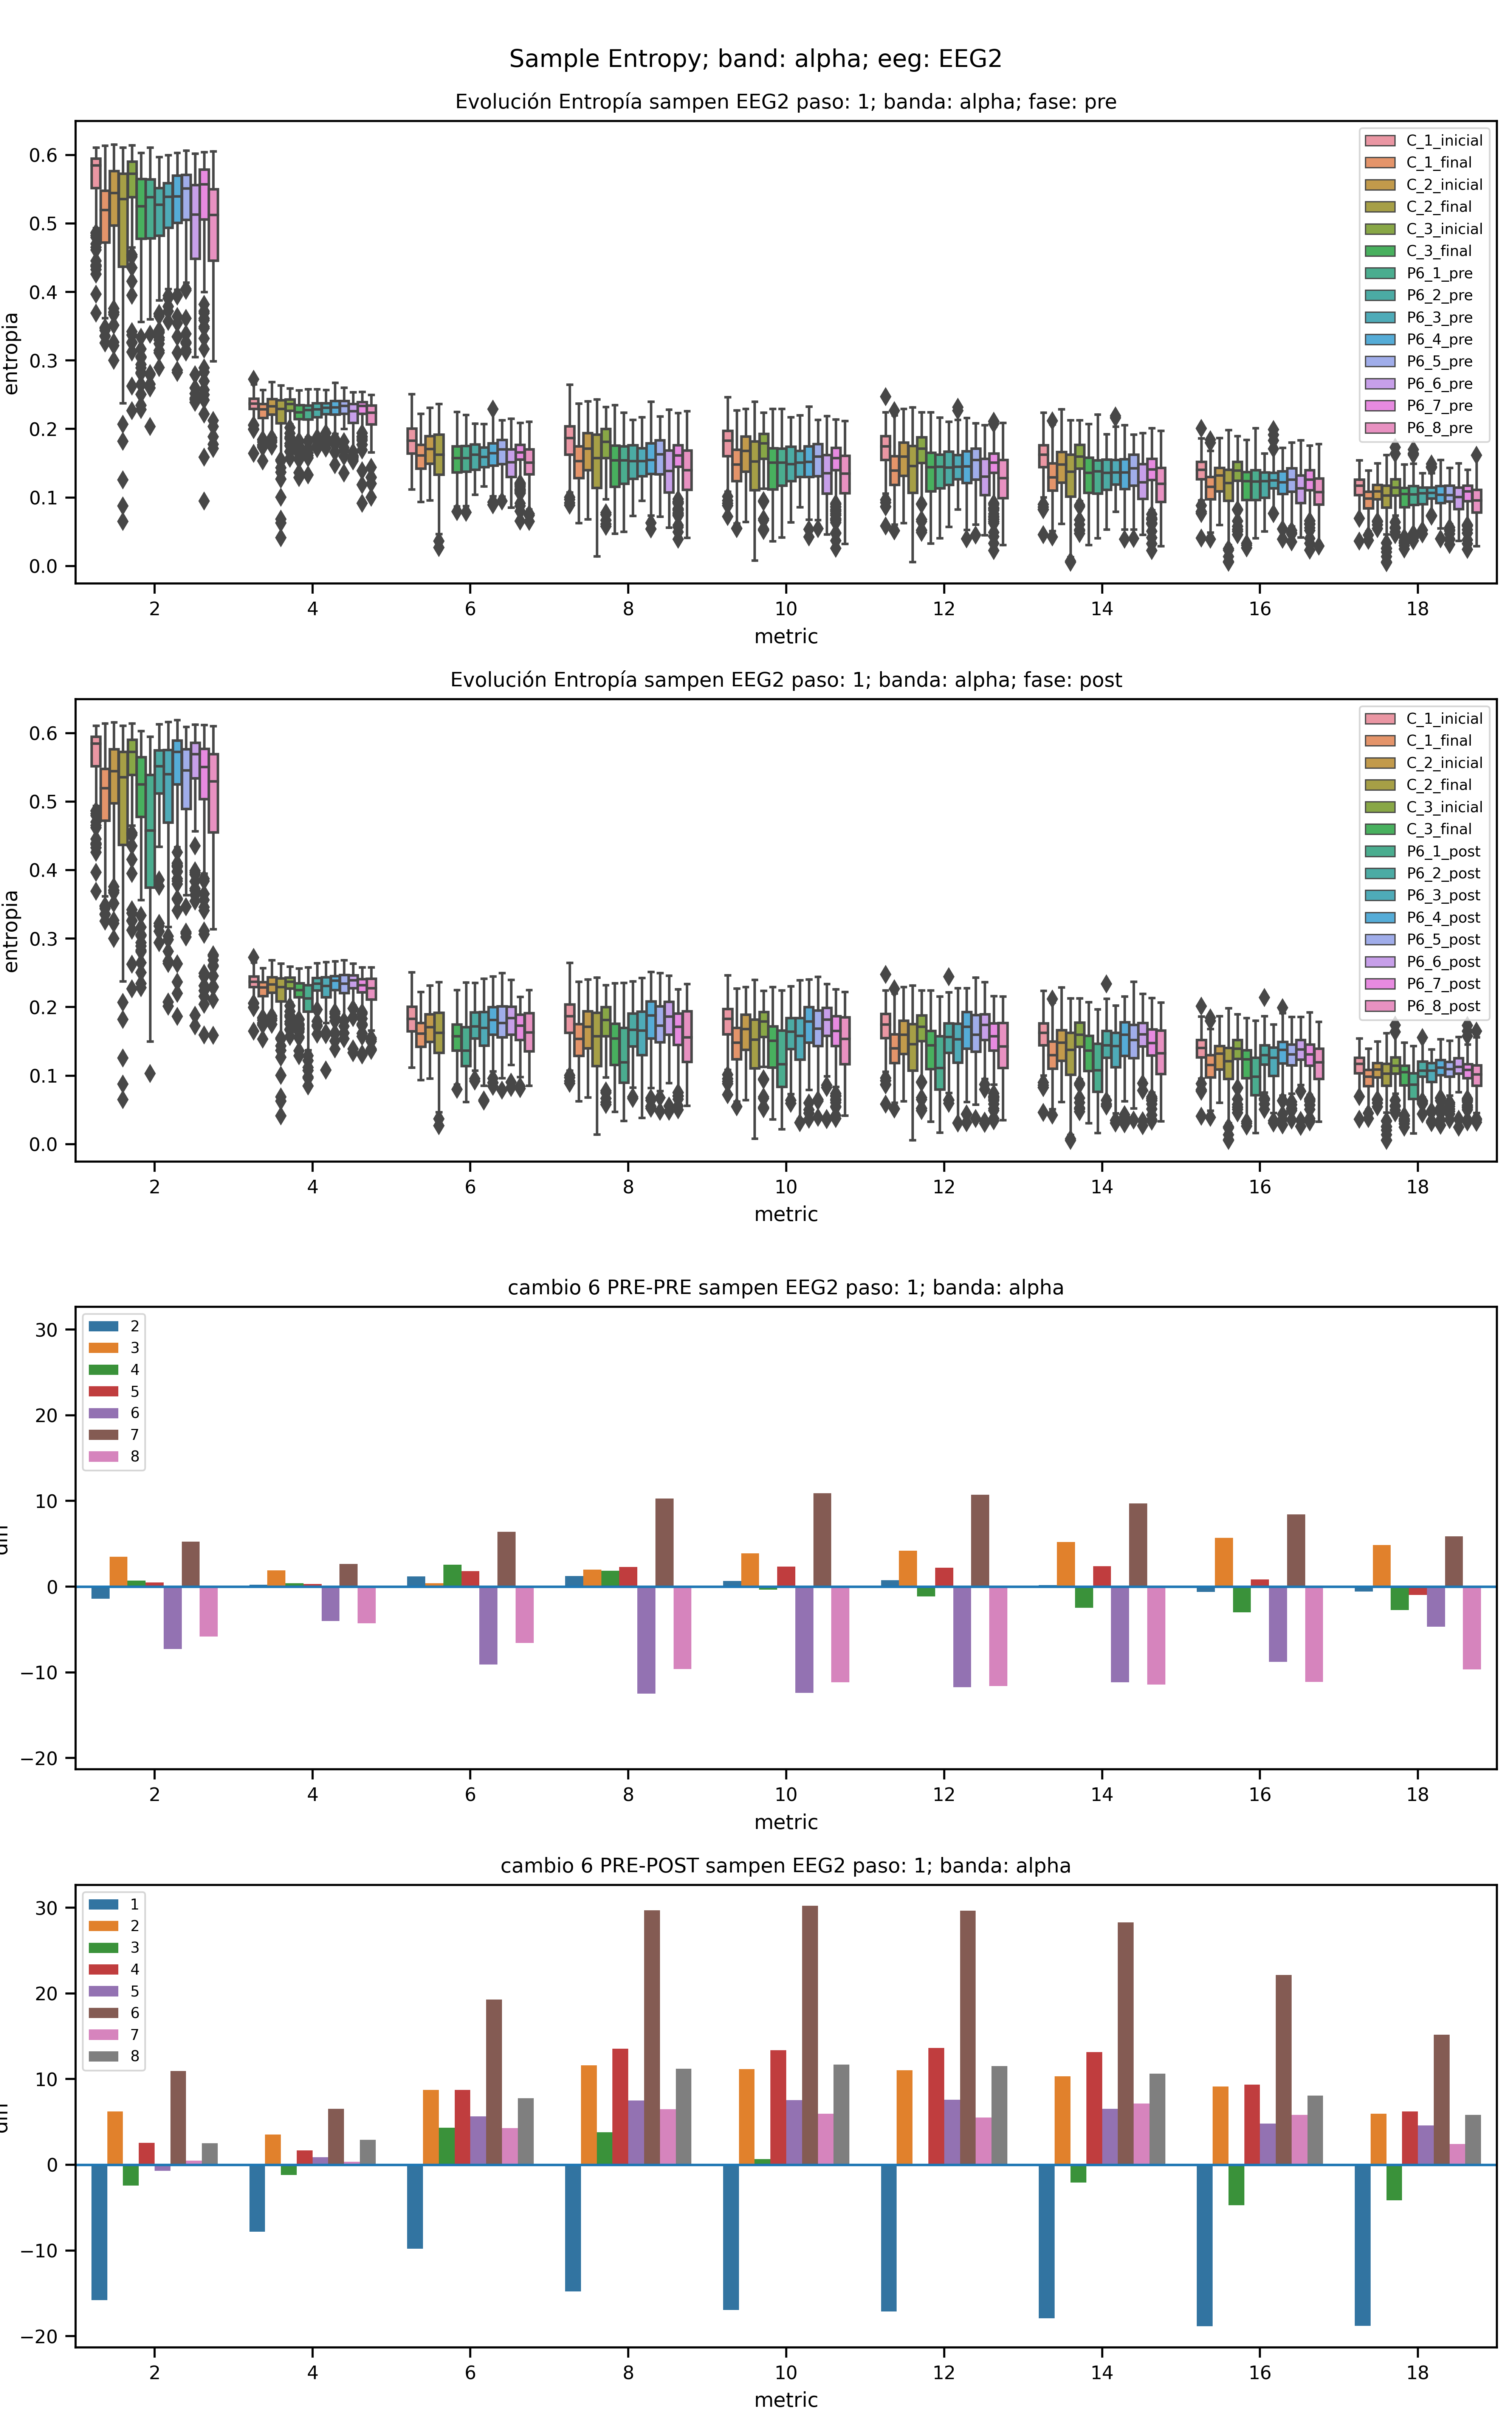 Sample Entropy; band: alpha; eeg: EEG2
Evolución Entropía sampen EEG2 paso: 1; banda: alpha; fase: pre
entropia
0.6
0.5
0.4
0.3
0.2
0.1
0.0
C_1_inicial
C_1_final
C_2_inicial
C_2_final
C_3_inicial
C_3_final
P6_1_pre
P6_2_pre
P6_3_pre
P6_4_pre
P6_5_pre
P6_6_pre
P6_7_pre
P6_8_pre
2 4 6 8 10 12 14 16 18
metric
Evolución Entropía sampen EEG2 paso: 1; banda: alpha; fase: post
entropia
0.6
0.5
0.4
0.3
0.2
0.1
0.0
C_1_inicial
C_1_final
C_2_inicial
C_2_final
C_3_inicial
C_3_final
P6_1_post
P6_2_post
P6_3_post
P6_4_post
P6_5_post
P6_6_post
P6_7_post
P6_8_post
2 4 6 8 10 12 14 16 18
metric
cambio 6 PRE-PRE sampen EEG2 paso: 1; banda: alpha
30
20
10
0
−10
−20
2
3
4
5
6
7
8
2 4 6 8 10 12 14 16 18
metric
cambio 6 PRE-POST sampen EEG2 paso: 1; banda: alpha
30
20
10
0
−10
−20
1
2
3
4
5
6
7
8
2 4 6 8 10 12 14 16 18
metric